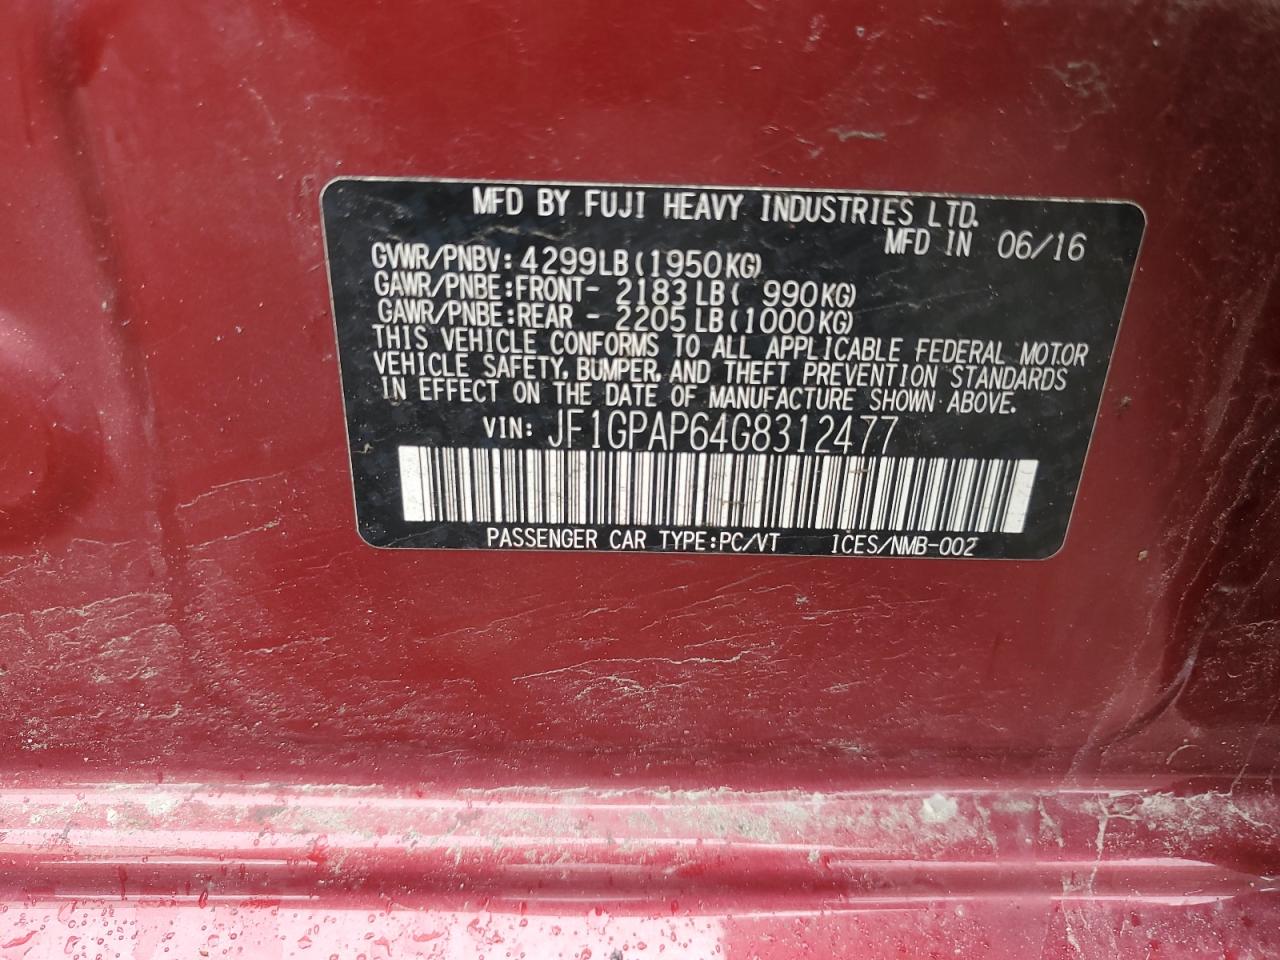 MFD BY FUJI HEAVY INDUSTRIES LTD.
MFD IN 06/16
GVWR/PNBV: 4299LB(1950KG)
GAWR/PNBE:FRONT- 2183LB( 990KG)
GAWR/PNBE:REAR - 2205LB(1000KG)
THIS VEHICLE CONFORMS TO ALL APPLICABLE FEDERAL MOTOR
VEHICLE SAFETY, BUMPER, AND THEFT PREVENTION STANDARDS
IN EFFECT ON THE DATE OF MANUFACTURE SHOWN ABOVE.
VIN: JF1GPAP64G8312477
PASSENGER CAR TYPE:PC/VT ICES/NMB-002